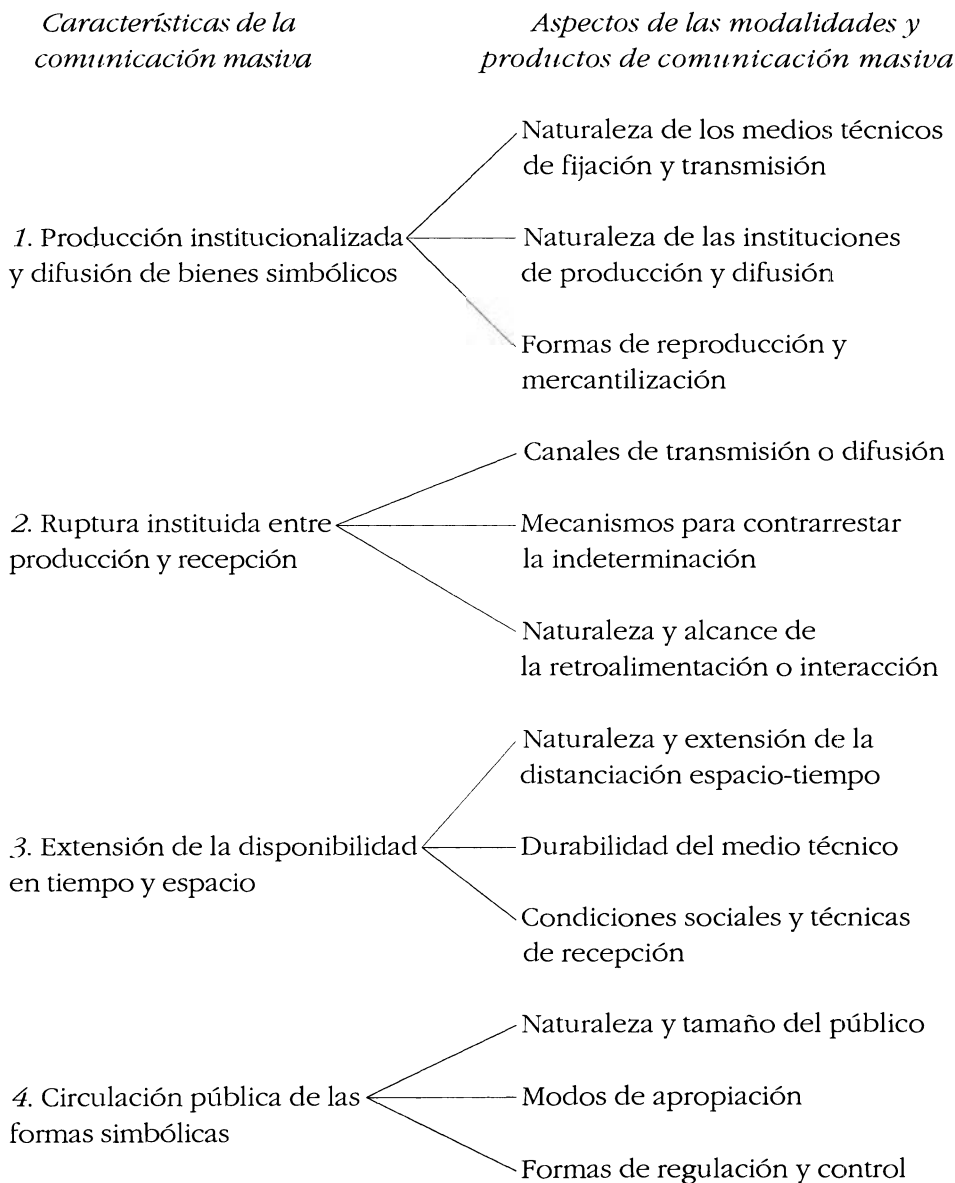 Características de la
comunicación masiva
Aspectos de las modalidades y
productos de comunicación masiva
1. Producción institucionalizada
y difusión de bienes simbólicos
Naturaleza de los medios técnicos
de fijación y transmisión
Naturaleza de las instituciones
de producción y difusión
Formas de reproducción y
mercantilización
2. Ruptura instituida entre
producción y recepción
Canales de transmisión o difusión
Mecanismos para contrarrestar
la indeterminación
Naturaleza y alcance de
la retroalimentación o interacción
3. Extensión de la disponibilidad
en tiempo y espacio
Naturaleza y extensión de la
distanciación espacio-tiempo
Durabilidad del medio técnico
Condiciones sociales y técnicas
de recepción
4. Circulación pública de las
formas simbólicas
Naturaleza y tamaño del público
Modos de apropiación
Formas de regulación y control